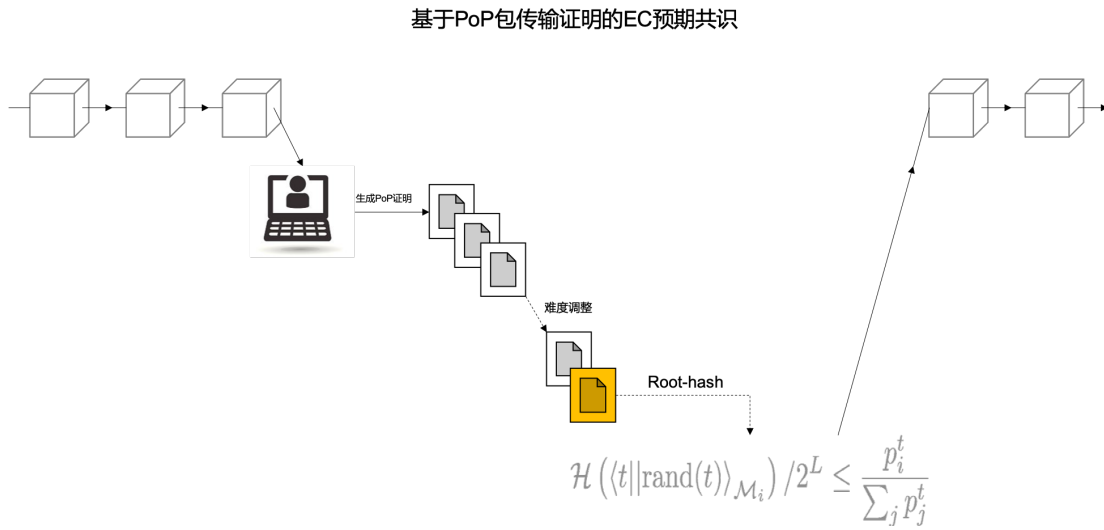 基于PoP包传输证明的EC预期共识
生成PoP证明
难度调整
Root-hash
$\mathcal{H}\left(\langle t||\mathrm{rand}(t)\rangle_{\mathcal{M}_i}\right)/2^L \leq \frac{p_i^t}{\sum_j p_j^t}$